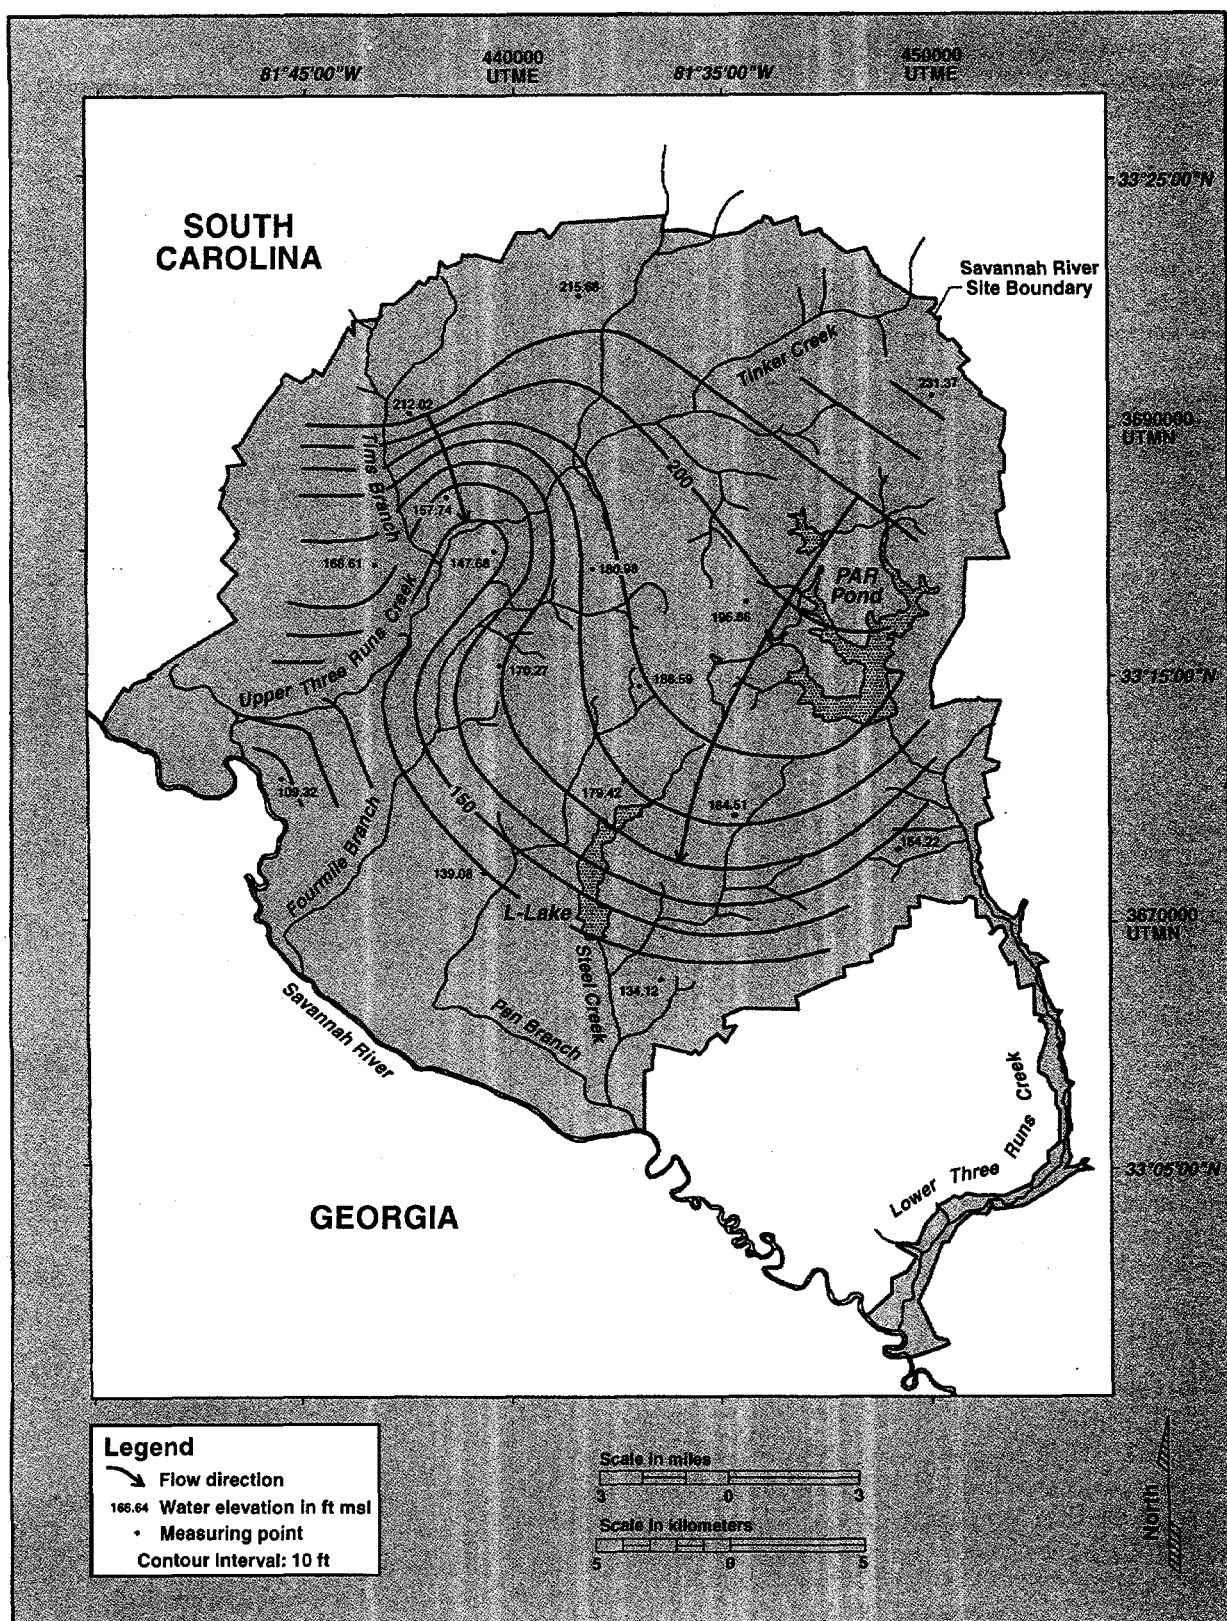 440000
UTME
450000
UTME
81°45'00"W
81°35'00"W
33°25'00"N
SOUTH
CAROLINA
Savannah River
Site Boundary
215.66
Tinker Creek
231.37
212.02
3690000
UTMN
Tims Branch
200
157.74
166.61
147.58
180.98
PAR
Pond
195.86
Upper Three Runs Creek
170.27
186.59
33°15'00"N
109.32
150
179.42
184.51
Fourmile Branch
164.22
139.08
L-Lake
3670000
UTMN
Steel Creek
134.12
Pen Branch
Savannah River
Lower Three Runs Creek
33°05'00"N
GEORGIA
Legend
Flow direction
166.64 Water elevation in ft msl
Measuring point
Contour Interval: 10 ft
Scale in miles
3 0 3
Scale in kilometers
5 0 5
North